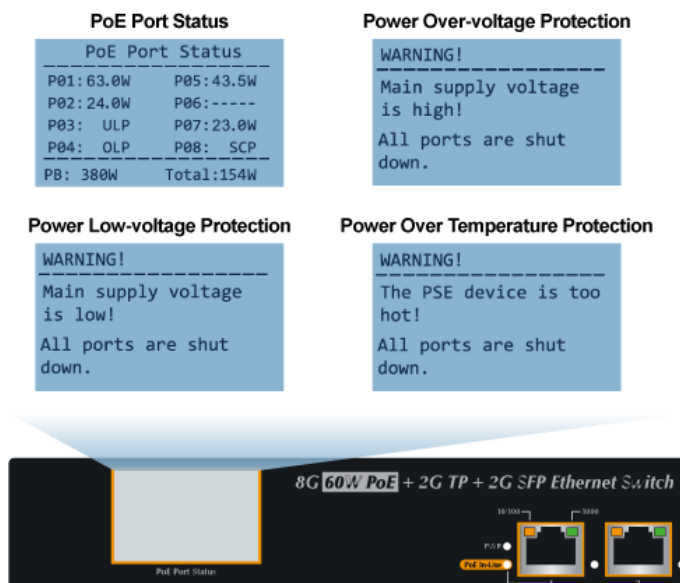 PoE Port Status
PoE Port Status
P01:63.0W P05:43.5W
P02:24.0W P06:-----
P03: ULP P07:23.0W
P04: OLP P08: SCP
PB: 380W Total:154W
Power Over-voltage Protection
WARNING!
Main supply voltage
is high!
All ports are shut
down.
Power Low-voltage Protection
WARNING!
Main supply voltage
is low!
All ports are shut
down.
Power Over Temperature Protection
WARNING!
The PSE device is too
hot!
All ports are shut
down.
8G 60W PoE + 2G TP + 2G SFP Ethernet Switch
10/100 1000
PWR
PoE In-Use
PoE Port Status